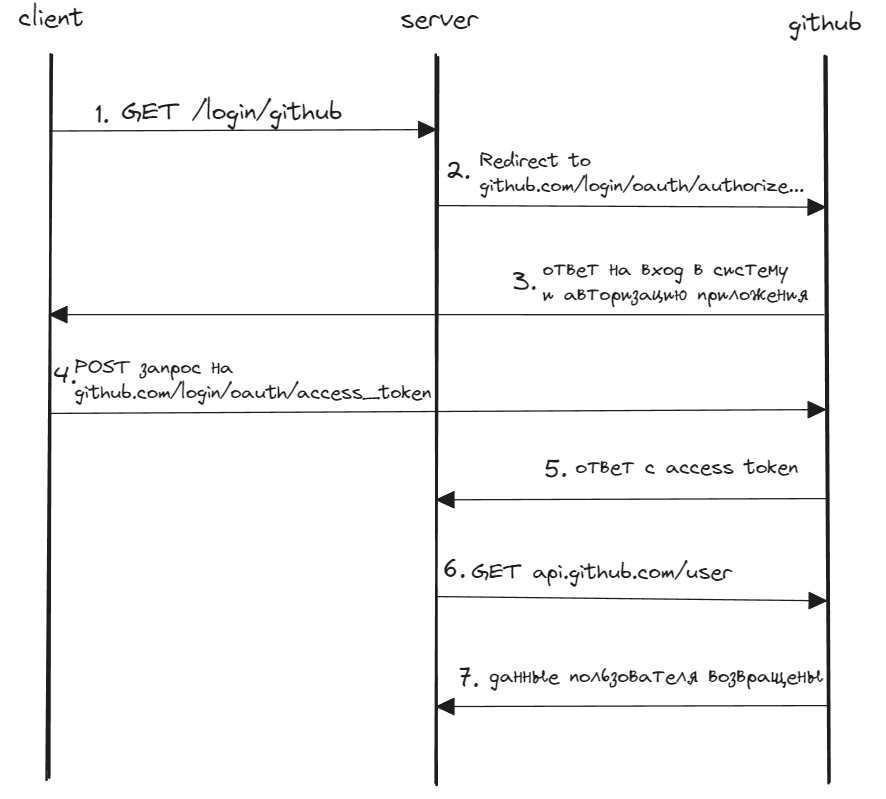 client
server
github
1. GET /login/github
2. Redirect to
github.com/login/oauth/authorize...
3. ответ на вход в систему
и авторизацию приложения
4. POST запрос на
github.com/login/oauth/access_token
5. ответ с access token
6. GET api.github.com/user
7. данные пользователя возвращены